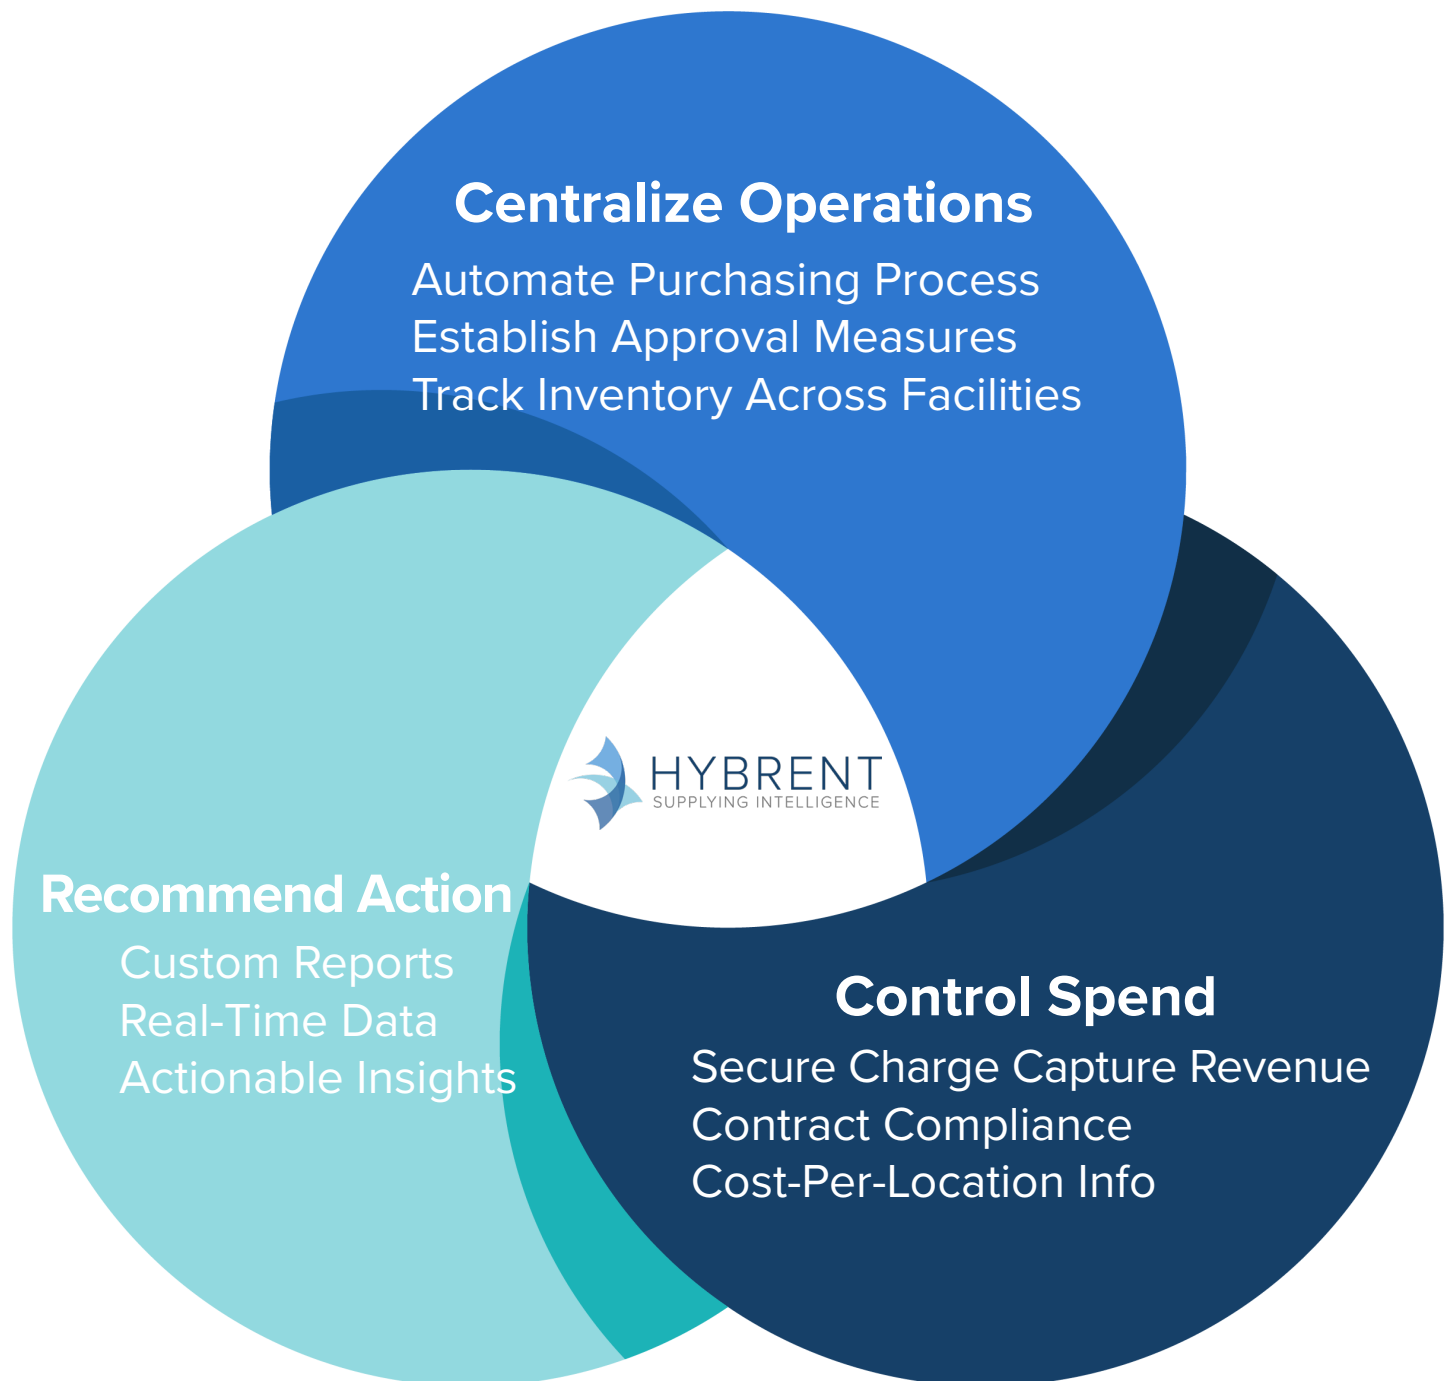 Centralize Operations
Automate Purchasing Process
Establish Approval Measures
Track Inventory Across Facilities
HYBRENT
SUPPLYING INTELLIGENCE
Recommend Action
Custom Reports
Real-Time Data
Actionable Insights
Control Spend
Secure Charge Capture Revenue
Contract Compliance
Cost-Per-Location Info